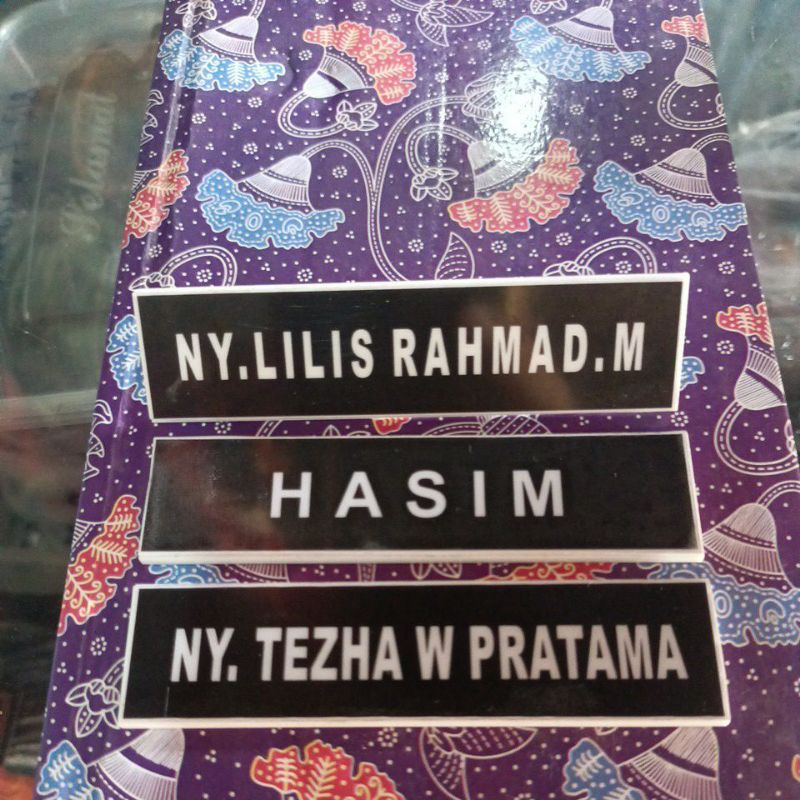 NY.LILIS RAHMAD.M
HASIM
NY. TEZHA W PRATAMA